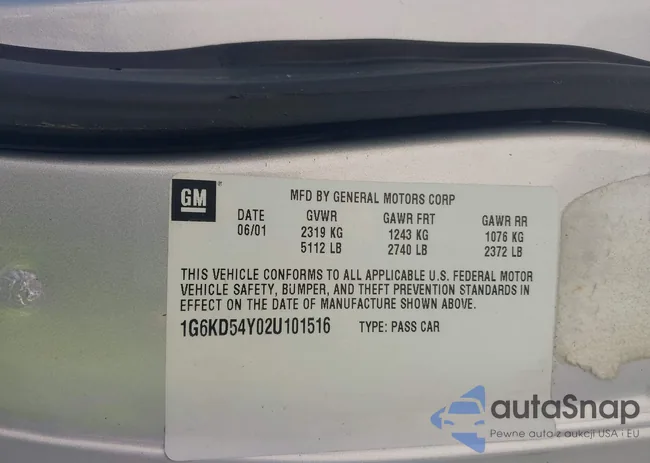 GM
MFD BY GENERAL MOTORS CORP
DATE GVWR GAWR FRT GAWR RR
06/01 2319 KG 1243 KG 1076 KG
5112 LB 2740 LB 2372 LB
THIS VEHICLE CONFORMS TO ALL APPLICABLE U.S. FEDERAL MOTOR
VEHICLE SAFETY, BUMPER, AND THEFT PREVENTION STANDARDS IN
EFFECT ON THE DATE OF MANUFACTURE SHOWN ABOVE.
1G6KD54Y02U101516 TYPE: PASS CAR
autoSnap
Pewne auto z aukcji USA i EU